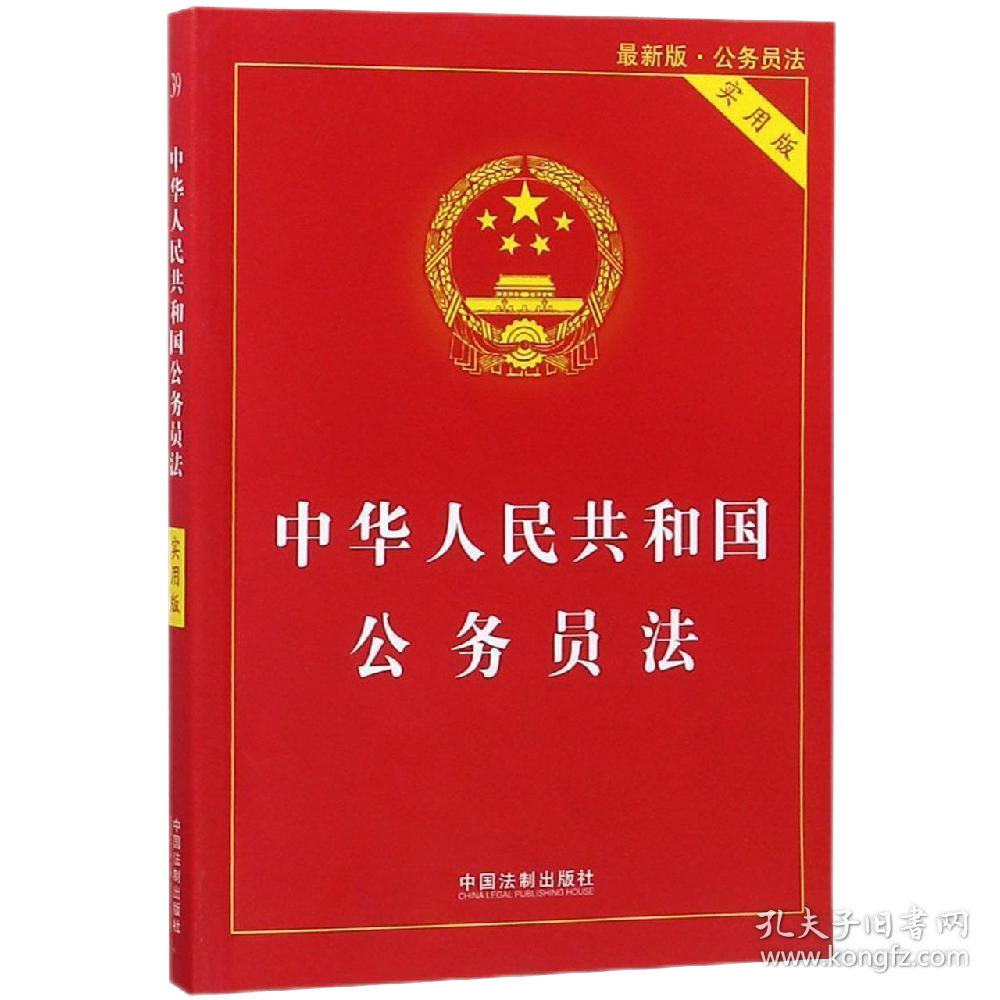 最新版·公务员法
实用版
中华人民共和国
公务员法
中国法制出版社
CHINA LEGAL PUBLISHING HOUSE
39
中华人民共和国公务员法
实用版
中国法制出版社
孔夫子旧书网
www.kongfz.com